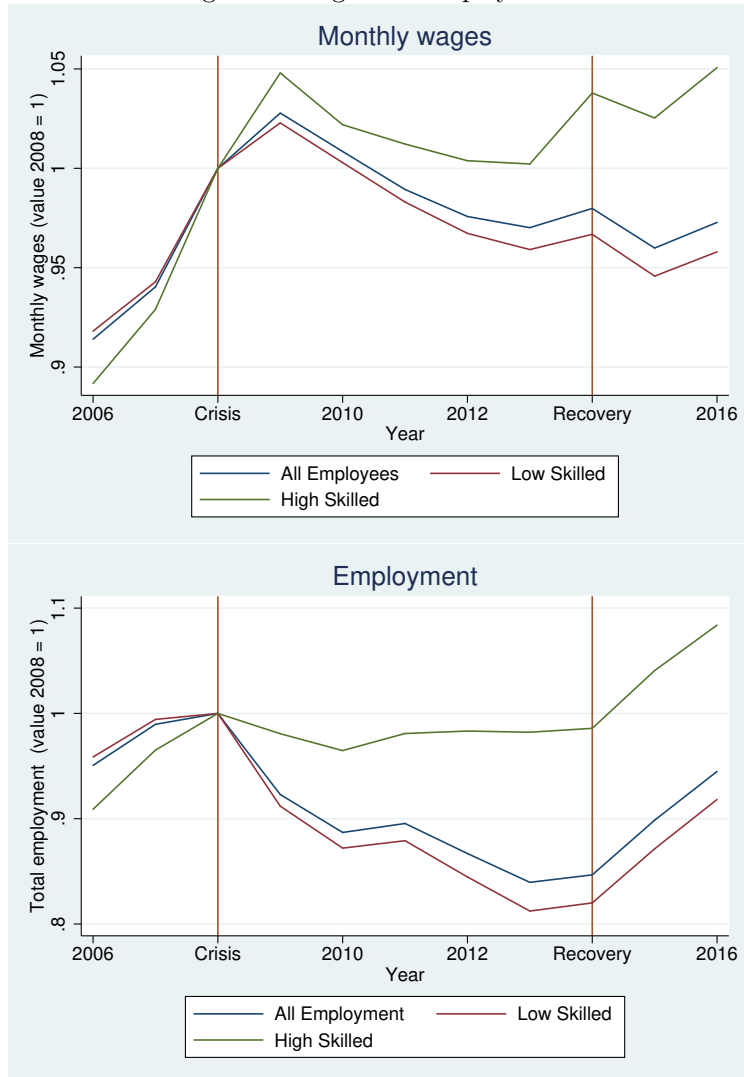 Monthly wages
Monthly wages (value 2008 = 1)
1.05
1
.95
.9
2006 Crisis 2010 2012 Recovery 2016
Year
All Employees Low Skilled
High Skilled
Employment
Total employment (value 2008 = 1)
1.1
1
.9
.8
2006 Crisis 2010 2012 Recovery 2016
Year
All Employment Low Skilled
High Skilled